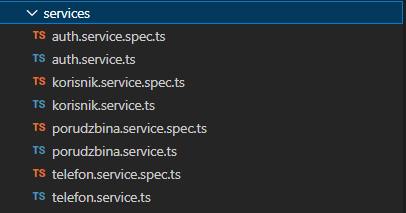 services
TS auth.service.spec.ts
TS auth.service.ts
TS korisnik.service.spec.ts
TS korisnik.service.ts
TS porudzbina.service.spec.ts
TS porudzbina.service.ts
TS telefon.service.spec.ts
TS telefon.service.ts